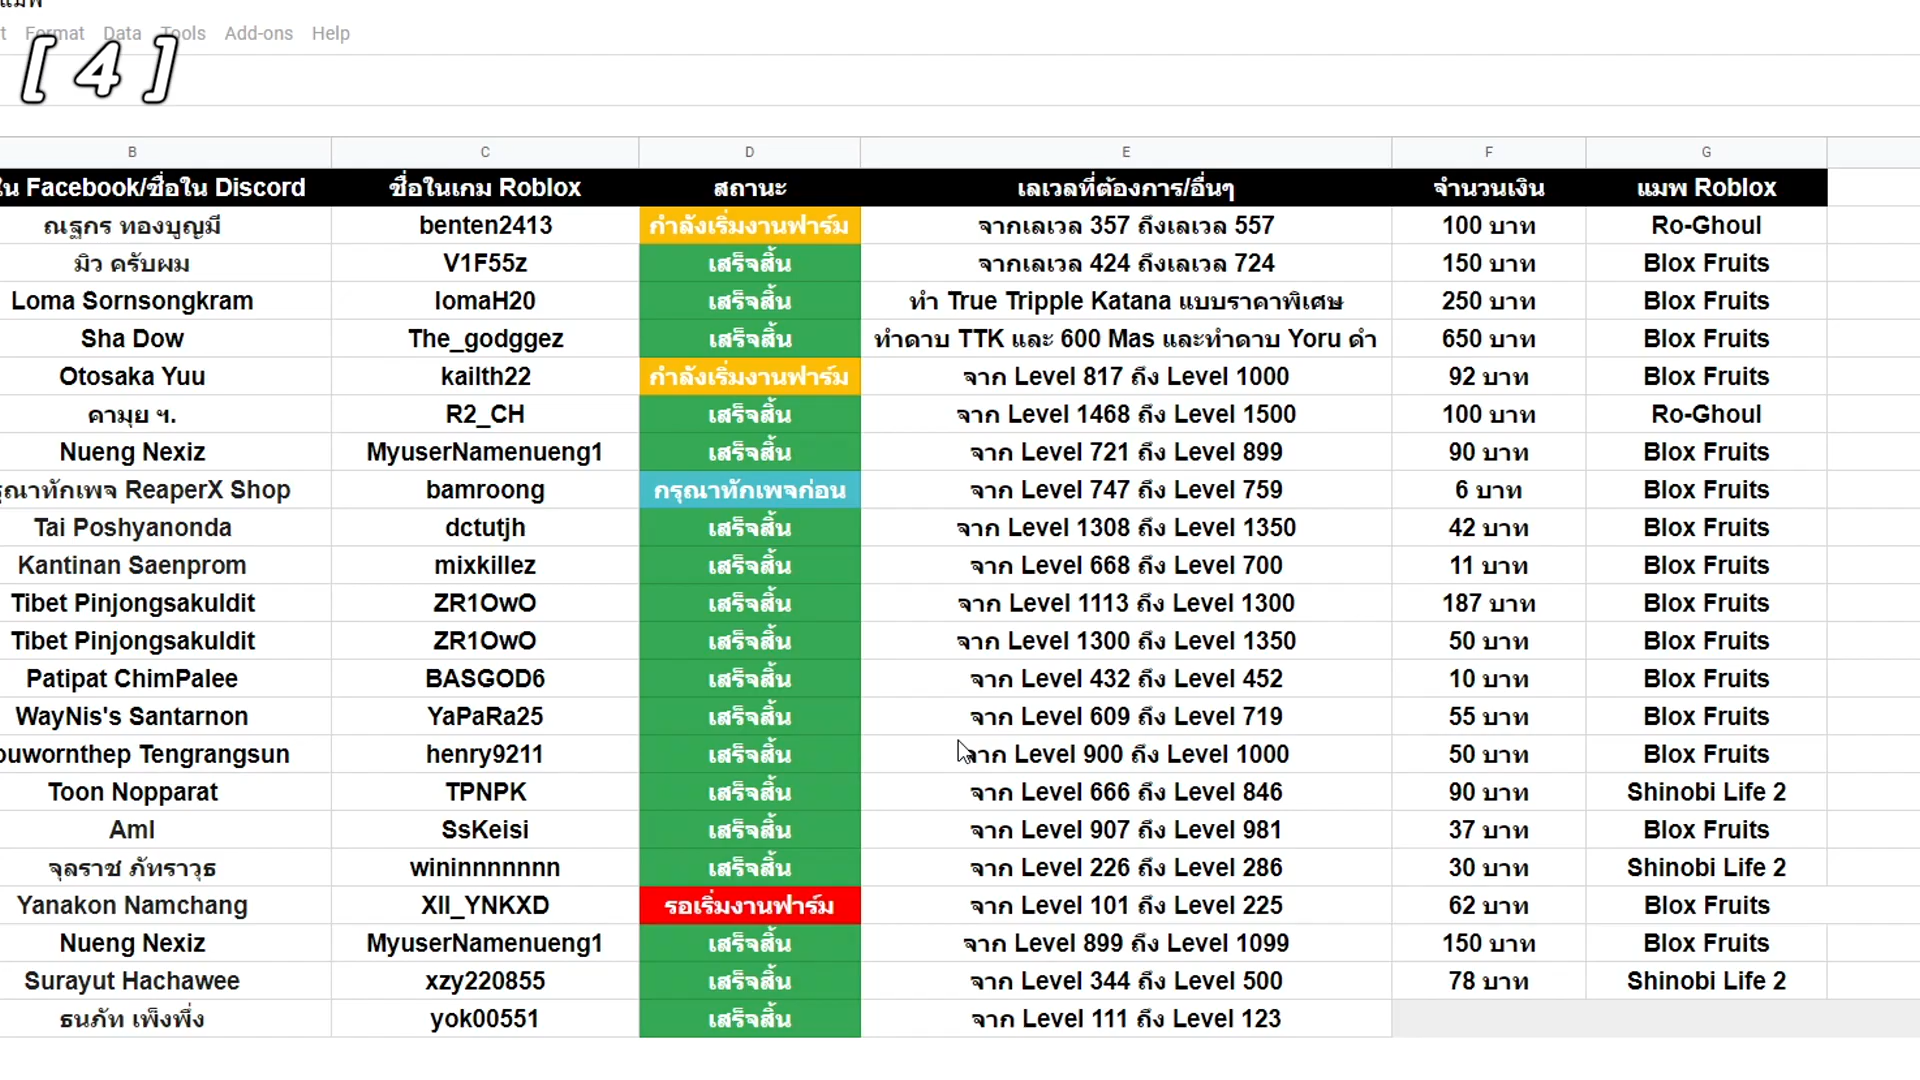 แมพ
t Format Data Tools Add-ons Help
[ 4 ]
B C D E F G
ใน Facebook/ชื่อใน Discord ชื่อในเกม Roblox สถานะ เลเวลที่ต้องการ/อื่นๆ จำนวนเงิน แมพ Roblox
ณฐกร ทองบุญมี benten2413 กำลังเริ่มงานฟาร์ม จากเลเวล 357 ถึงเลเวล 557 100 บาท Ro-Ghoul
มิว ครับผม V1F55z เสร็จสิ้น จากเลเวล 424 ถึงเลเวล 724 150 บาท Blox Fruits
Loma Sornsongkram lomaH20 เสร็จสิ้น ทำ True Tripple Katana แบบราคาพิเศษ 250 บาท Blox Fruits
Sha Dow The_godggez เสร็จสิ้น ทำดาบ TTK และ 600 Mas และทำดาบ Yoru ดำ 650 บาท Blox Fruits
Otosaka Yuu kailth22 กำลังเริ่มงานฟาร์ม จาก Level 817 ถึง Level 1000 92 บาท Blox Fruits
คามุย ฯ. R2_CH เสร็จสิ้น จาก Level 1468 ถึง Level 1500 100 บาท Ro-Ghoul
Nueng Nexiz MyuserNamenueng1 เสร็จสิ้น จาก Level 721 ถึง Level 899 90 บาท Blox Fruits
รุณาทักเพจ ReaperX Shop bamroong กรุณาทักเพจก่อน จาก Level 747 ถึง Level 759 6 บาท Blox Fruits
Tai Poshyanonda dctutjh เสร็จสิ้น จาก Level 1308 ถึง Level 1350 42 บาท Blox Fruits
Kantinan Saenprom mixkillez เสร็จสิ้น จาก Level 668 ถึง Level 700 11 บาท Blox Fruits
Tibet Pinjongsakuldit ZR1OwO เสร็จสิ้น จาก Level 1113 ถึง Level 1300 187 บาท Blox Fruits
Tibet Pinjongsakuldit ZR1OwO เสร็จสิ้น จาก Level 1300 ถึง Level 1350 50 บาท Blox Fruits
Patipat ChimPalee BASGOD6 เสร็จสิ้น จาก Level 432 ถึง Level 452 10 บาท Blox Fruits
WayNis's Santarnon YaPaRa25 เสร็จสิ้น จาก Level 609 ถึง Level 719 55 บาท Blox Fruits
ouwornthep Tengrangsun henry9211 เสร็จสิ้น จาก Level 900 ถึง Level 1000 50 บาท Blox Fruits
Toon Nopparat TPNPK เสร็จสิ้น จาก Level 666 ถึง Level 846 90 บาท Shinobi Life 2
Aml SsKeisi เสร็จสิ้น จาก Level 907 ถึง Level 981 37 บาท Blox Fruits
จุลราช ภัทราวุธ wininnnnnnn เสร็จสิ้น จาก Level 226 ถึง Level 286 30 บาท Shinobi Life 2
Yanakon Namchang XII_YNKXD รอเริ่มงานฟาร์ม จาก Level 101 ถึง Level 225 62 บาท Blox Fruits
Nueng Nexiz MyuserNamenueng1 เสร็จสิ้น จาก Level 899 ถึง Level 1099 150 บาท Blox Fruits
Surayut Hachawee xzy220855 เสร็จสิ้น จาก Level 344 ถึง Level 500 78 บาท Shinobi Life 2
ธนภัท เพ็งพึ่ง yok00551 เสร็จสิ้น จาก Level 111 ถึง Level 123